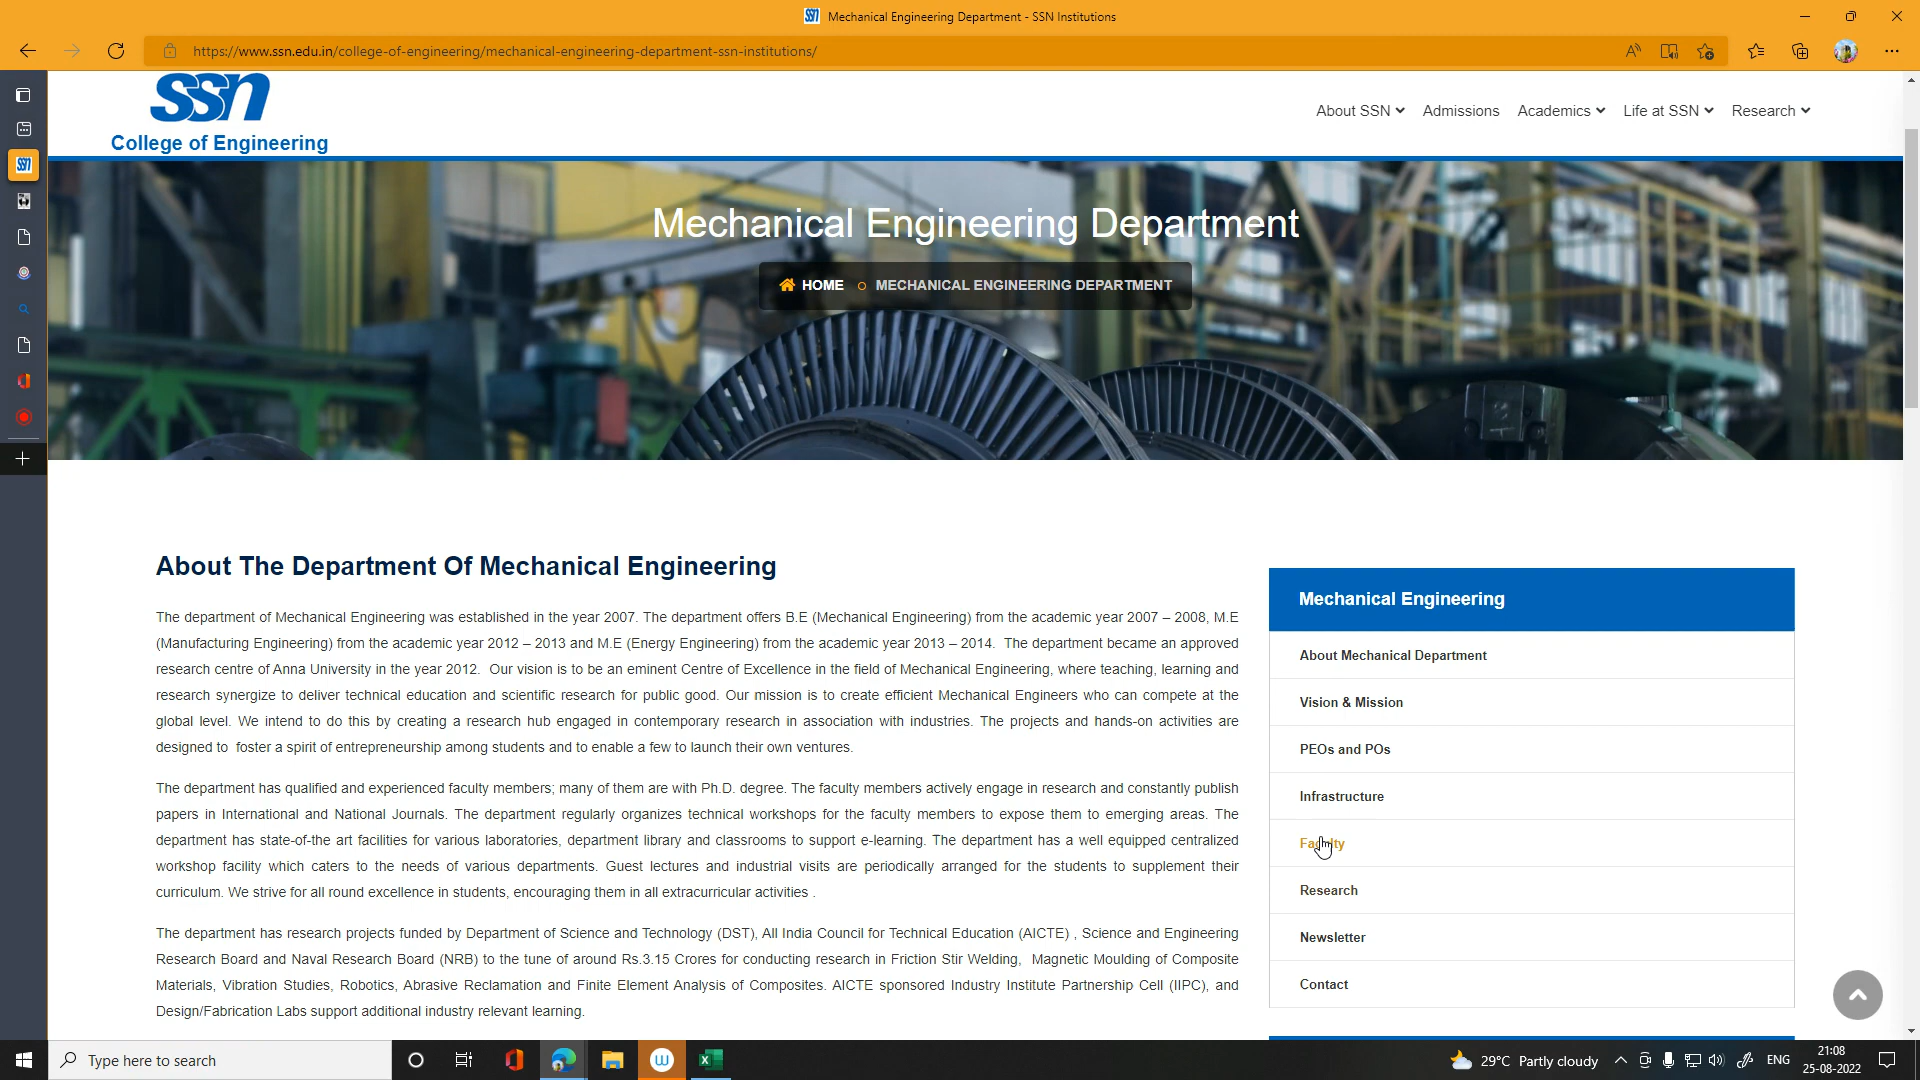 Mechanical Engineering Department - SSN Institutions
https://www.ssn.edu.in/college-of-engineering/mechanical-engineering-department-ssn-institutions/
ssn
College of Engineering
About SSN
Admissions
Academics
Life at SSN
Research
Mechanical Engineering Department
HOME
MECHANICAL ENGINEERING DEPARTMENT
About The Department Of Mechanical Engineering
The department of Mechanical Engineering was established in the year 2007. The department offers B.E (Mechanical Engineering) from the academic year 2007 – 2008, M.E
(Manufacturing Engineering) from the academic year 2012 – 2013 and M.E (Energy Engineering) from the academic year 2013 – 2014. The department became an approved
research centre of Anna University in the year 2012. Our vision is to be an eminent Centre of Excellence in the field of Mechanical Engineering, where teaching, learning and
research synergize to deliver technical education and scientific research for public good. Our mission is to create efficient Mechanical Engineers who can compete at the
global level. We intend to do this by creating a research hub engaged in contemporary research in association with industries. The projects and hands-on activities are
designed to foster a spirit of entrepreneurship among students and to enable a few to launch their own ventures.
The department has qualified and experienced faculty members; many of them are with Ph.D. degree. The faculty members actively engage in research and constantly publish
papers in International and National Journals. The department regularly organizes technical workshops for the faculty members to expose them to emerging areas. The
department has state-of-the art facilities for various laboratories, department library and classrooms to support e-learning. The department has a well equipped centralized
workshop facility which caters to the needs of various departments. Guest lectures and industrial visits are periodically arranged for the students to supplement their
curriculum. We strive for all round excellence in students, encouraging them in all extracurricular activities .
The department has research projects funded by Department of Science and Technology (DST), All India Council for Technical Education (AICTE) , Science and Engineering
Research Board and Naval Research Board (NRB) to the tune of around Rs.3.15 Crores for conducting research in Friction Stir Welding, Magnetic Moulding of Composite
Materials, Vibration Studies, Robotics, Abrasive Reclamation and Finite Element Analysis of Composites. AICTE sponsored Industry Institute Partnership Cell (IIPC), and
Design/Fabrication Labs support additional industry relevant learning.
Mechanical Engineering
About Mechanical Department
Vision & Mission
PEOs and POs
Infrastructure
Faculty
Research
Newsletter
Contact
Type here to search
29°C Partly cloudy
ENG
21:08
25-08-2022